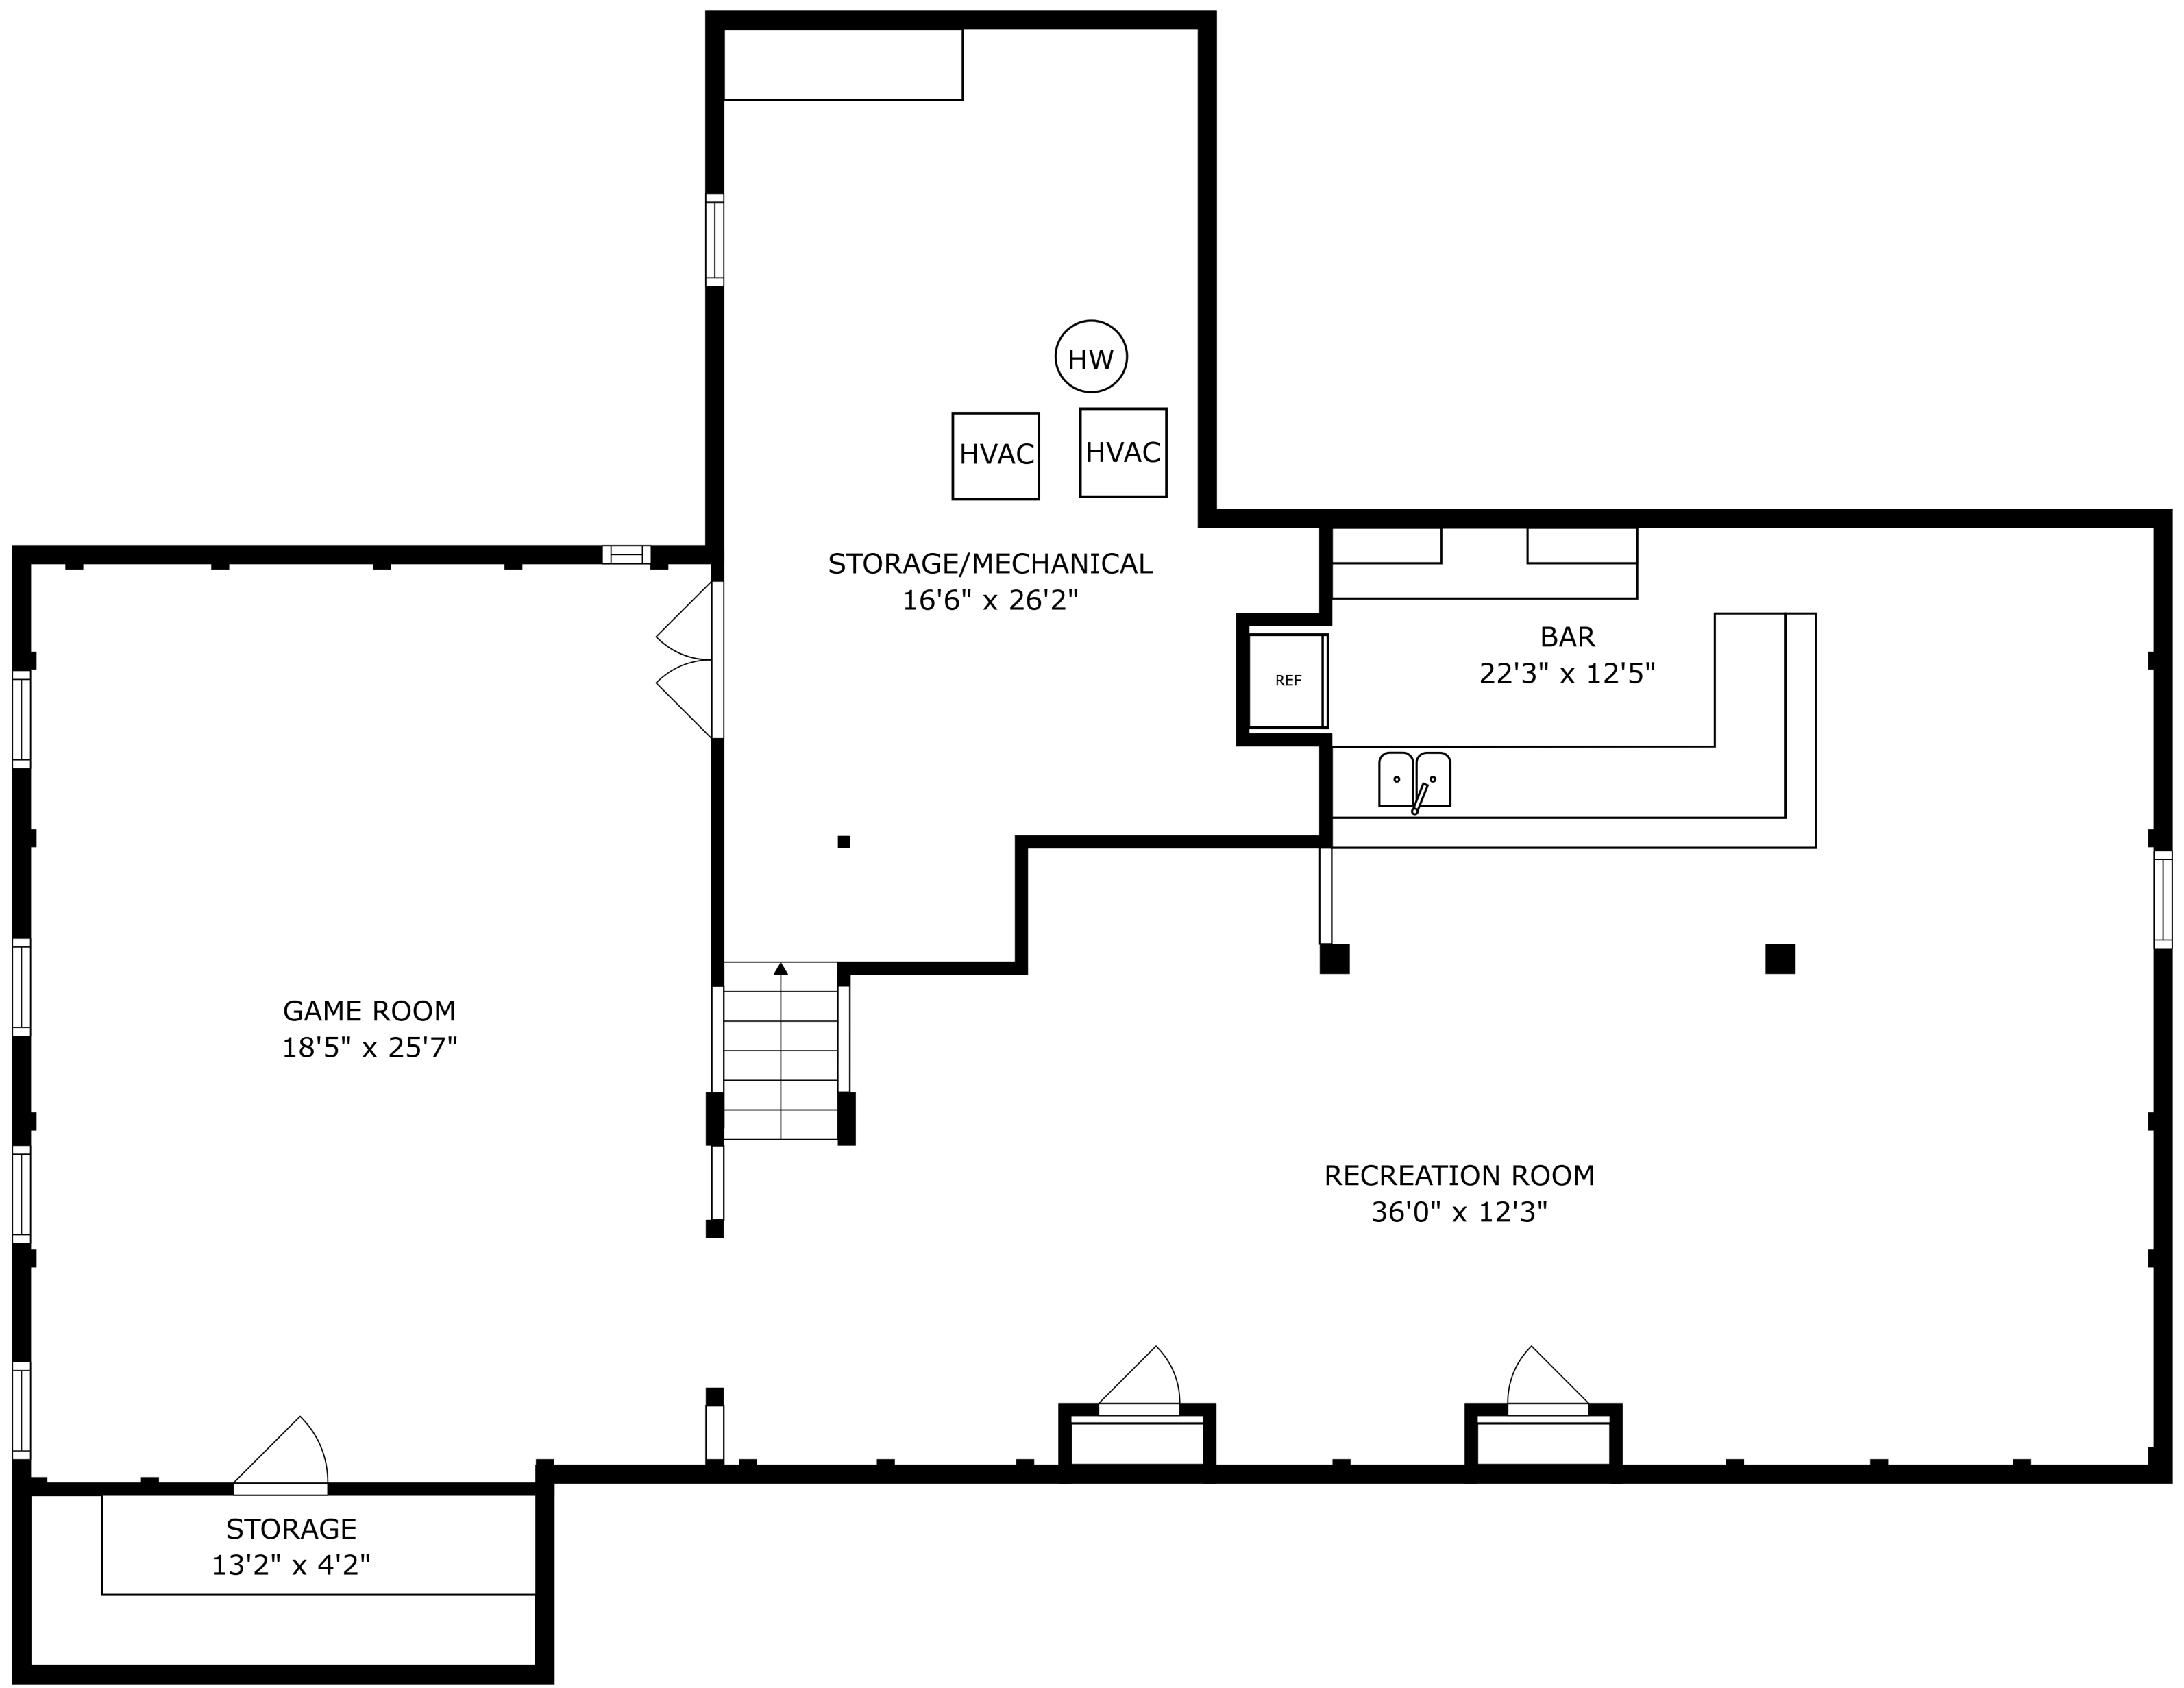 HW
HVAC
HVAC
STORAGE/MECHANICAL
16'6" x 26'2"
BAR
22'3" x 12'5"
REF
GAME ROOM
18'5" x 25'7"
RECREATION ROOM
36'0" x 12'3"
STORAGE
13'2" x 4'2"